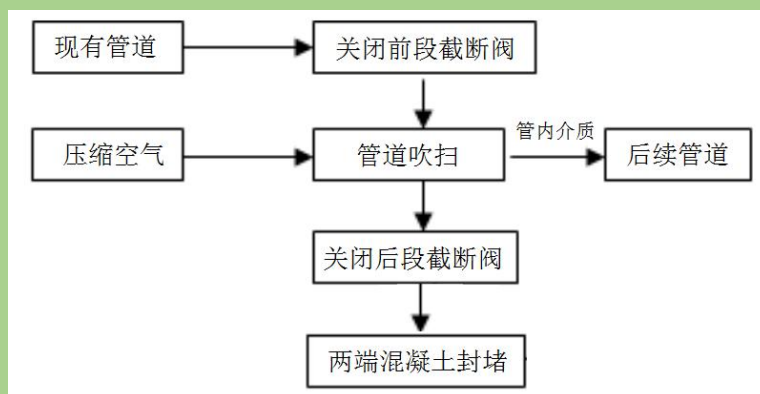 现有管道
关闭前段截断阀
压缩空气
管道吹扫
管内介质
后续管道
关闭后段截断阀
两端混凝土封堵